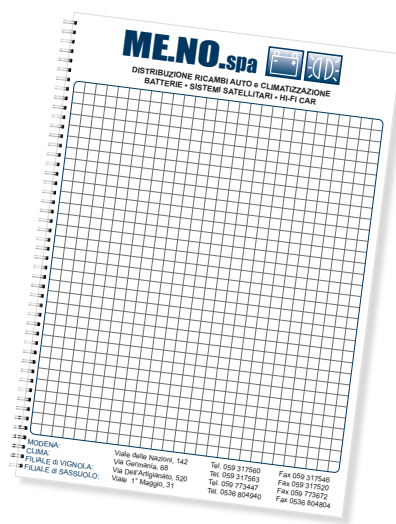 ME.NO.spa
DISTRIBUZIONE RICAMBI AUTO e CLIMATIZZAZIONE
BATTERIE • SISTEMI SATELLITARI • HI-FI CAR
MODENA: Viale delle Nazioni, 142 Tel. 059 317560 Fax 059 317546
CLIMA: Via Germania, 68 Tel. 059 317563 Fax 059 317520
FILIALE di VIGNOLA: Via Dell'Artigianato, 520 Tel. 059 773447 Fax 059 773672
FILIALE di SASSUOLO: Viale 1° Maggio, 31 Tel. 0536 804940 Fax 0536 804804